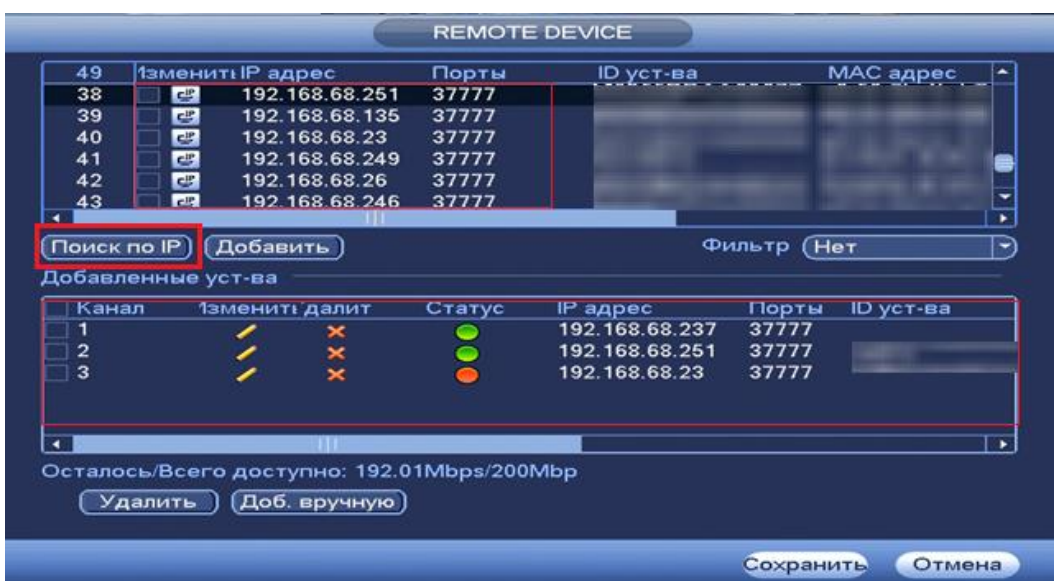 REMOTE DEVICE
49 Ізменитı IP адрес Порты ID уст-ва MAC адрес
38 192.168.68.251 37777
39 192.168.68.135 37777
40 192.168.68.23 37777
41 192.168.68.249 37777
42 192.168.68.26 37777
43 192.168.68.246 37777
Поиск по IP Добавить Фильтр Нет
Добавленные уст-ва
Канал Ізменить далит Статус IP адрес Порты ID уст-ва
1 192.168.68.237 37777
2 192.168.68.251 37777
3 192.168.68.23 37777
Осталось/Всего доступно: 192.01Mbps/200Mbp
Удалить Доб. вручную
Сохранить Отмена